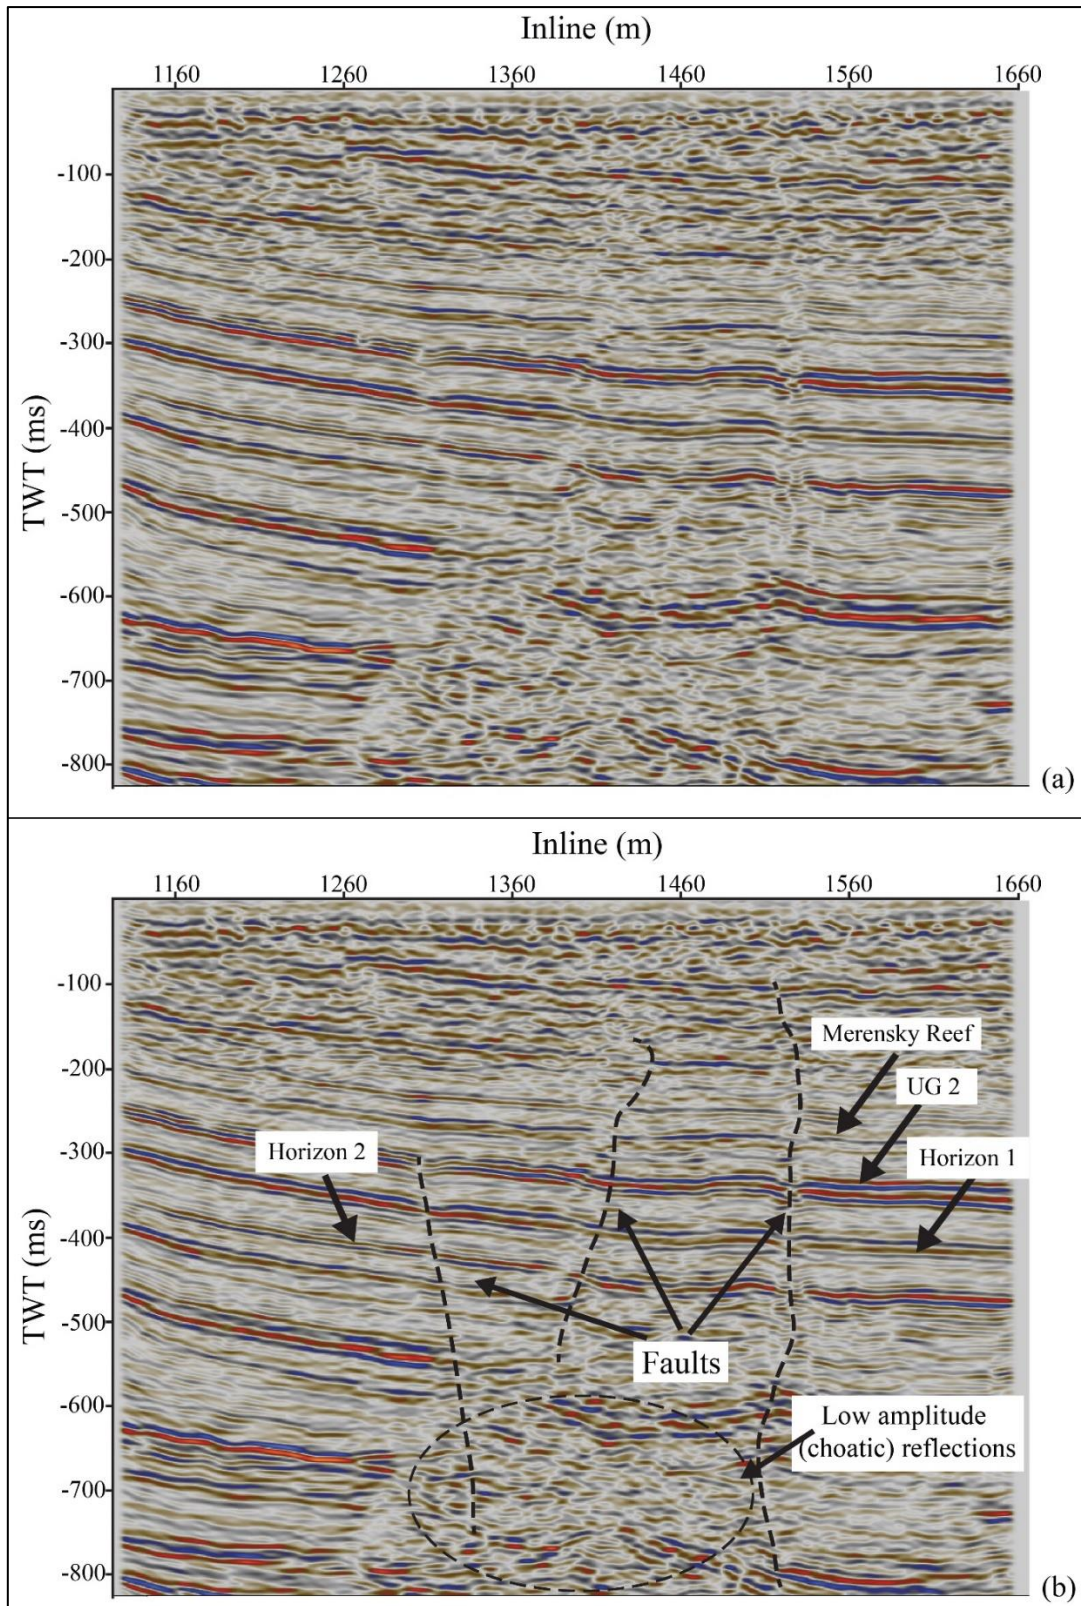 Inline (m)
1160 1260 1360 1460 1560 1660
-100
-200
-300
-400
-500
-600
-700
-800
TWT (ms)
(a)
Inline (m)
1160 1260 1360 1460 1560 1660
-100
-200
-300
-400
-500
-600
-700
-800
TWT (ms)
Merensky Reef
UG 2
Horizon 1
Horizon 2
Faults
Low amplitude
(choatic) reflections
(b)